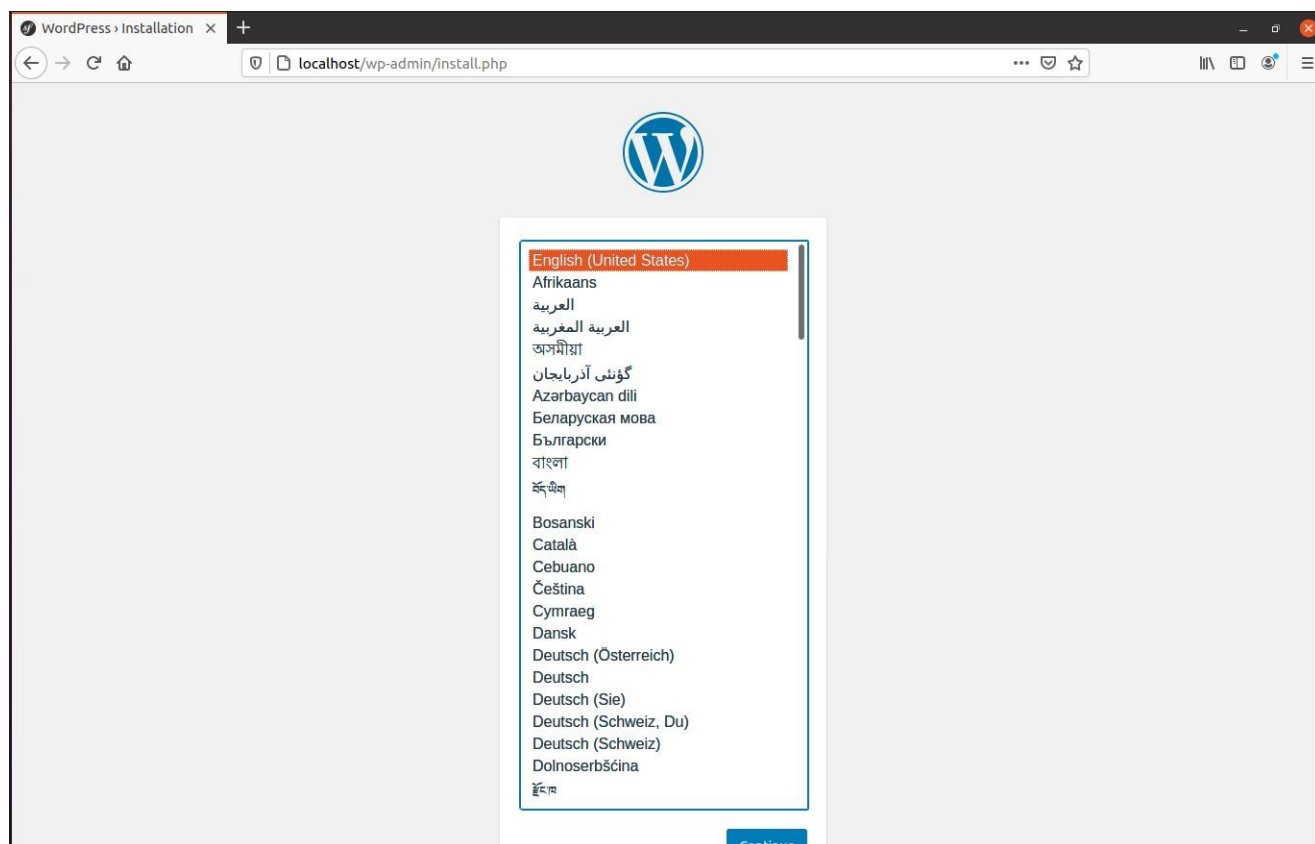 WordPress › Installation
localhost/wp-admin/install.php
English (United States)
Afrikaans
العربية
العربية المغربية
অসমীয়া
گؤنئی آذربایجان
Azərbaycan dili
Беларуская мова
Български
বাংলা
བོད་ཡིག
Bosanski
Català
Cebuano
Čeština
Cymraeg
Dansk
Deutsch (Österreich)
Deutsch
Deutsch (Sie)
Deutsch (Schweiz, Du)
Deutsch (Schweiz)
Dolnoserbšćina
རྫོང་ཁ
Continue